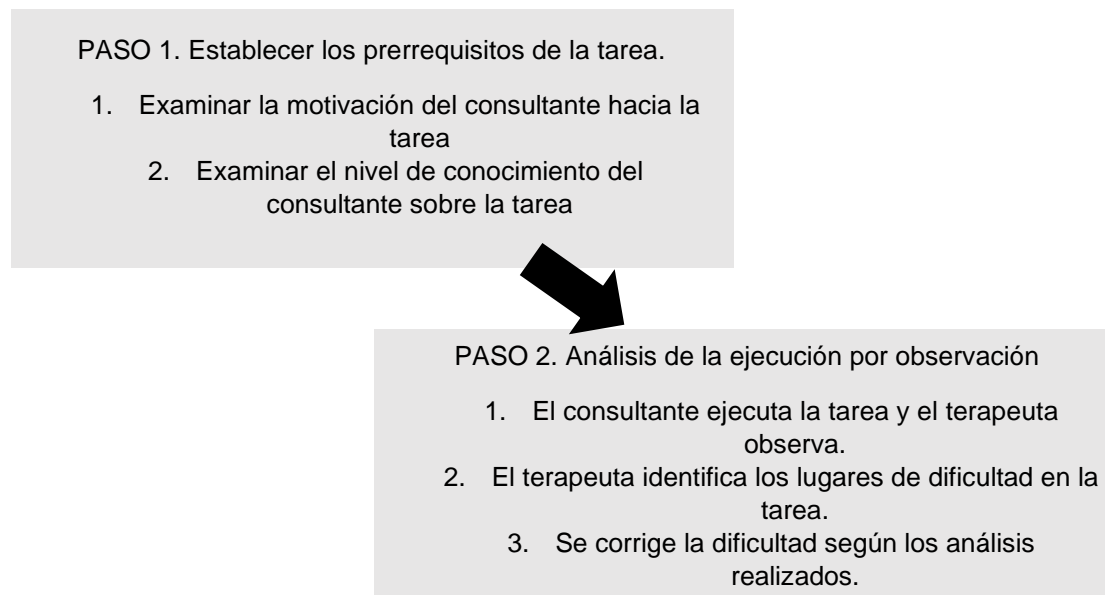 PASO 1. Establecer los prerrequisitos de la tarea.
1. Examinar la motivación del consultante hacia la
tarea
2. Examinar el nivel de conocimiento del
consultante sobre la tarea
PASO 2. Análisis de la ejecución por observación
1. El consultante ejecuta la tarea y el terapeuta
observa.
2. El terapeuta identifica los lugares de dificultad en la
tarea.
3. Se corrige la dificultad según los análisis
realizados.